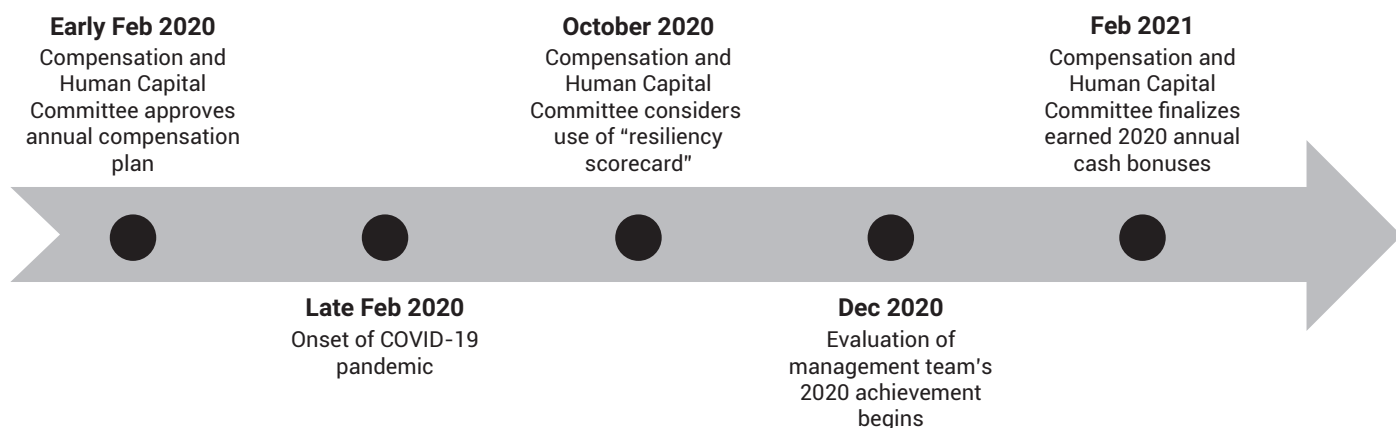 Early Feb 2020
Compensation and
Human Capital
Committee approves
annual compensation
plan
Late Feb 2020
Onset of COVID-19
pandemic
October 2020
Compensation and
Human Capital
Committee considers
use of “resiliency
scorecard”
Dec 2020
Evaluation of
management team's
2020 achievement
begins
Feb 2021
Compensation and
Human Capital
Committee finalizes
earned 2020 annual
cash bonuses